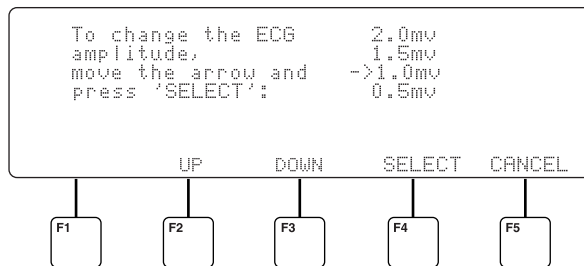 To change the ECG 2.0mv
amplitude, 1.5mv
move the arrow and ->1.0mv
press 'SELECT': 0.5mv
UP DOWN SELECT CANCEL
F1 F2 F3 F4 F5